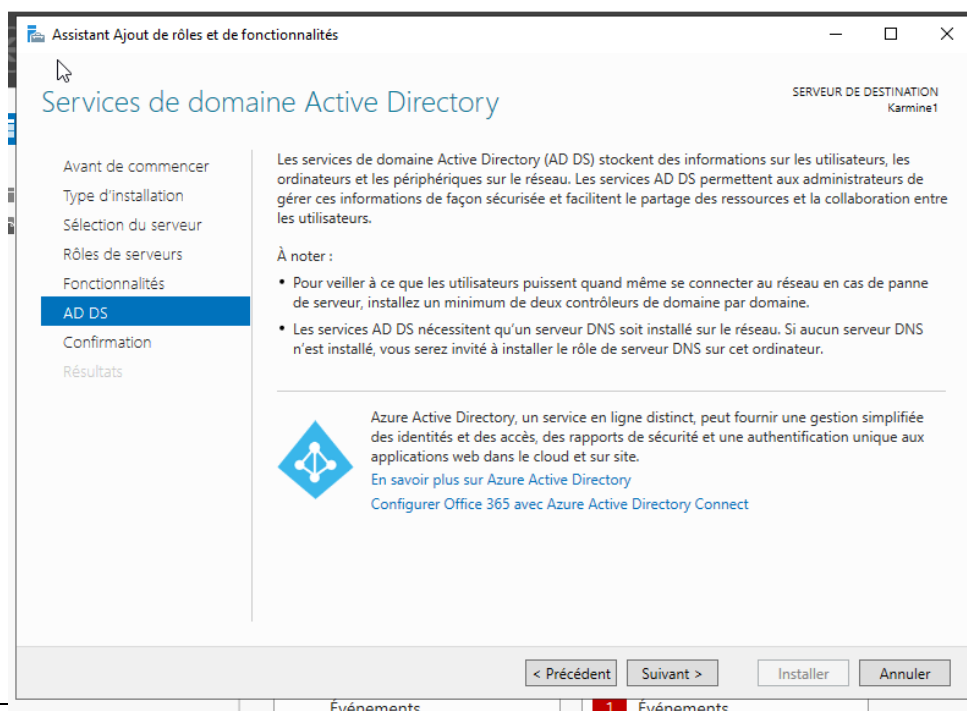 Assistant Ajout de rôles et de fonctionnalités
Services de domaine Active Directory
SERVEUR DE DESTINATION
Karmine1
Avant de commencer
Type d'installation
Sélection du serveur
Rôles de serveurs
Fonctionnalités
AD DS
Confirmation
Résultats
Les services de domaine Active Directory (AD DS) stockent des informations sur les utilisateurs, les
ordinateurs et les périphériques sur le réseau. Les services AD DS permettent aux administrateurs de
gérer ces informations de façon sécurisée et facilitent le partage des ressources et la collaboration entre
les utilisateurs.
À noter :
• Pour veiller à ce que les utilisateurs puissent quand même se connecter au réseau en cas de panne
de serveur, installez un minimum de deux contrôleurs de domaine par domaine.
• Les services AD DS nécessitent qu'un serveur DNS soit installé sur le réseau. Si aucun serveur DNS
n'est installé, vous serez invité à installer le rôle de serveur DNS sur cet ordinateur.
Azure Active Directory, un service en ligne distinct, peut fournir une gestion simplifiée
des identités et des accès, des rapports de sécurité et une authentification unique aux
applications web dans le cloud et sur site.
En savoir plus sur Azure Active Directory
Configurer Office 365 avec Azure Active Directory Connect
< Précédent
Suivant >
Installer
Annuler
Événements
1 Événements